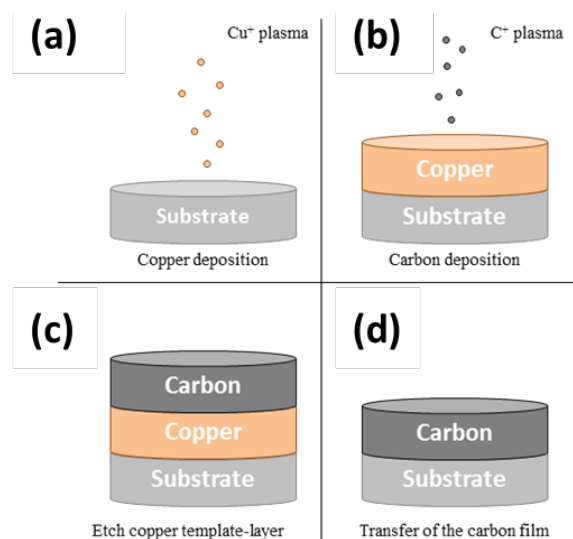 (a)
Cu⁺ plasma
Substrate
Copper deposition
(b)
C⁺ plasma
Copper
Substrate
Carbon deposition
(c)
Carbon
Copper
Substrate
Etch copper template-layer
(d)
Carbon
Substrate
Transfer of the carbon film